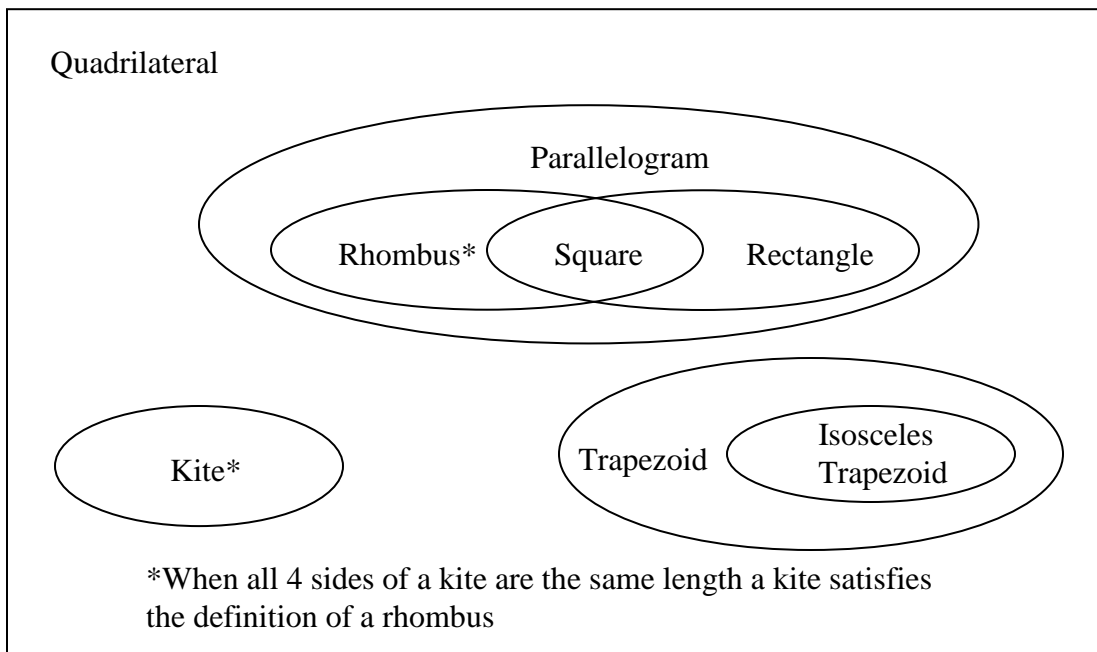 Quadrilateral
Parallelogram
Rhombus*
Square
Rectangle
Isosceles
Trapezoid
Trapezoid
Kite*
*When all 4 sides of a kite are the same length a kite satisfies
the definition of a rhombus